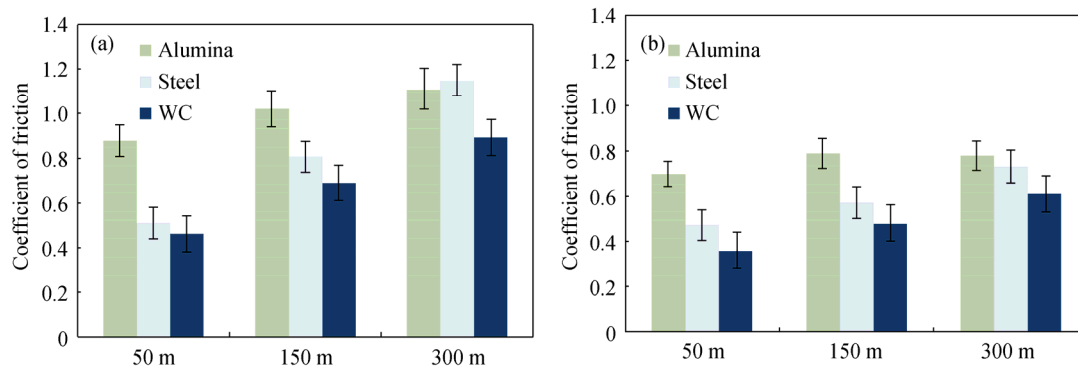 (a)
Coefficient of friction
1.4
1.2
1.0
0.8
0.6
0.4
0.2
0
Alumina
Steel
WC
50 m 150 m 300 m
(b)
Coefficient of friction
1.4
1.2
1.0
0.8
0.6
0.4
0.2
0
Alumina
Steel
WC
50 m 150 m 300 m